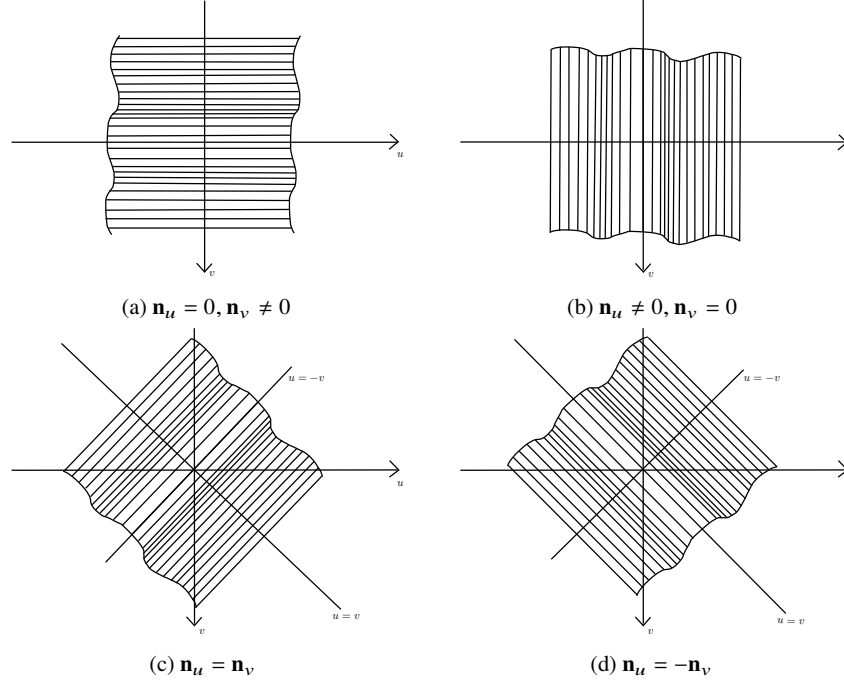 u
v
v
(a) n_u = 0, n_v ≠ 0
(b) n_u ≠ 0, n_v = 0
u = −v
u = −v
u
u = v
u = v
v
v
(c) n_u = n_v
(d) n_u = −n_v